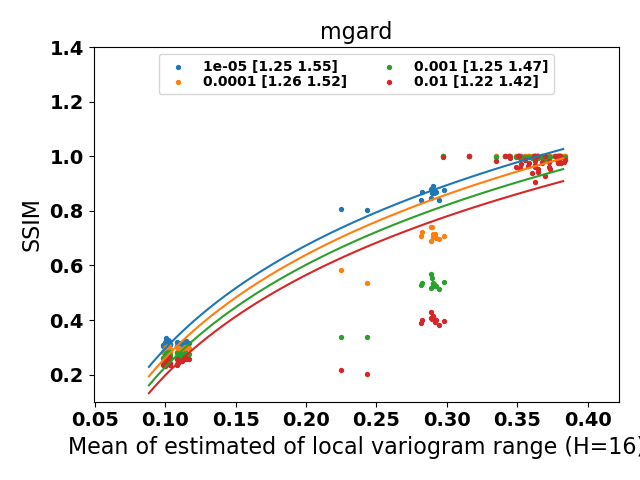 mgard
1.4
1.2
1.0
0.8
0.6
0.4
0.2
SSIM
1e-05 [1.25 1.55]
0.0001 [1.26 1.52]
0.001 [1.25 1.47]
0.01 [1.22 1.42]
0.05 0.10 0.15 0.20 0.25 0.30 0.35 0.40
Mean of estimated of local variogram range (H=16)